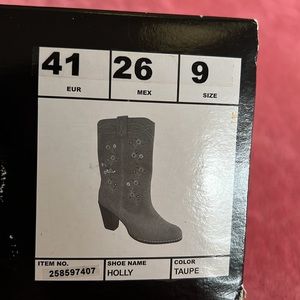 41 26 9
EUR MEX SIZE
ITEM NO. SHOE NAME COLOR
258597407 HOLLY TAUPE